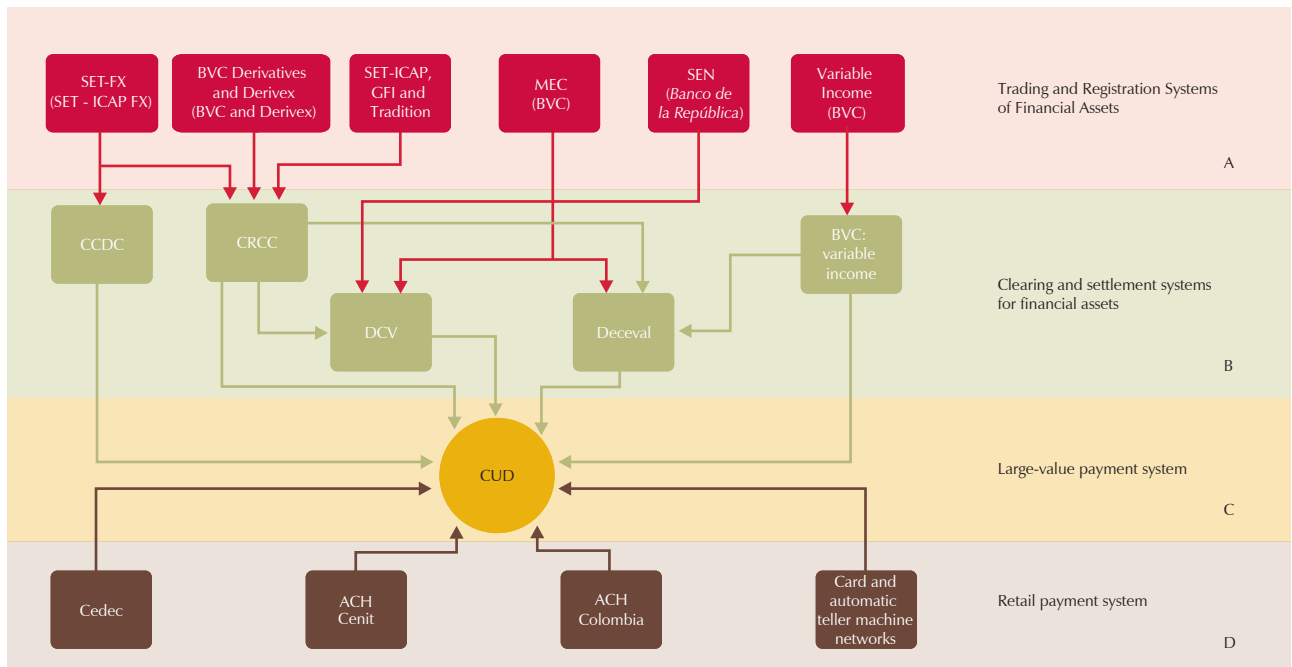 SET-FX
(SET - ICAP FX)
BVC Derivatives
and Derivex
(BVC and Derivex)
SET-ICAP,
GFI and
Tradition
MEC
(BVC)
SEN
(Banco de
la República)
Variable
Income
(BVC)
Trading and Registration Systems
of Financial Assets
A
CCDC
CRCC
BVC:
variable
income
DCV
Deceval
Clearing and settlement systems
for financial assets
B
CUD
Large-value payment system
C
Cedec
ACH
Cenit
ACH
Colombia
Card and
automatic
teller machine
networks
Retail payment system
D